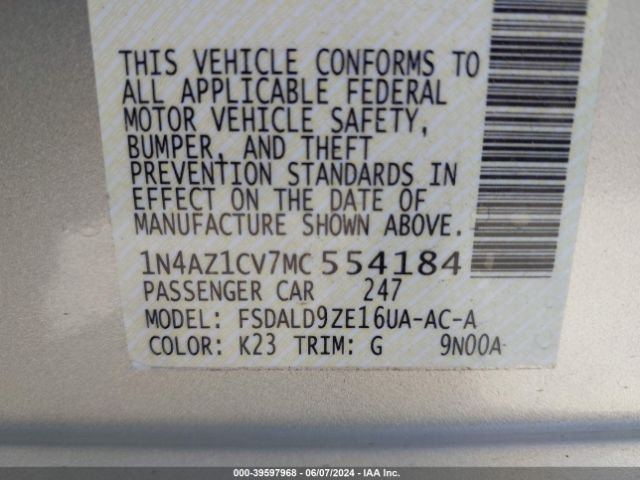 THIS VEHICLE CONFORMS TO
ALL APPLICABLE FEDERAL
MOTOR VEHICLE SAFETY,
BUMPER, AND THEFT
PREVENTION STANDARDS IN
EFFECT ON THE DATE OF
MANUFACTURE SHOWN ABOVE.
1N4AZ1CV7MC 554184
PASSENGER CAR 247
MODEL: FSDALD9ZE16UA-AC-A
COLOR: K23 TRIM: G 9N00A
000-39597968 | 06/07/2024 | IAA Inc.